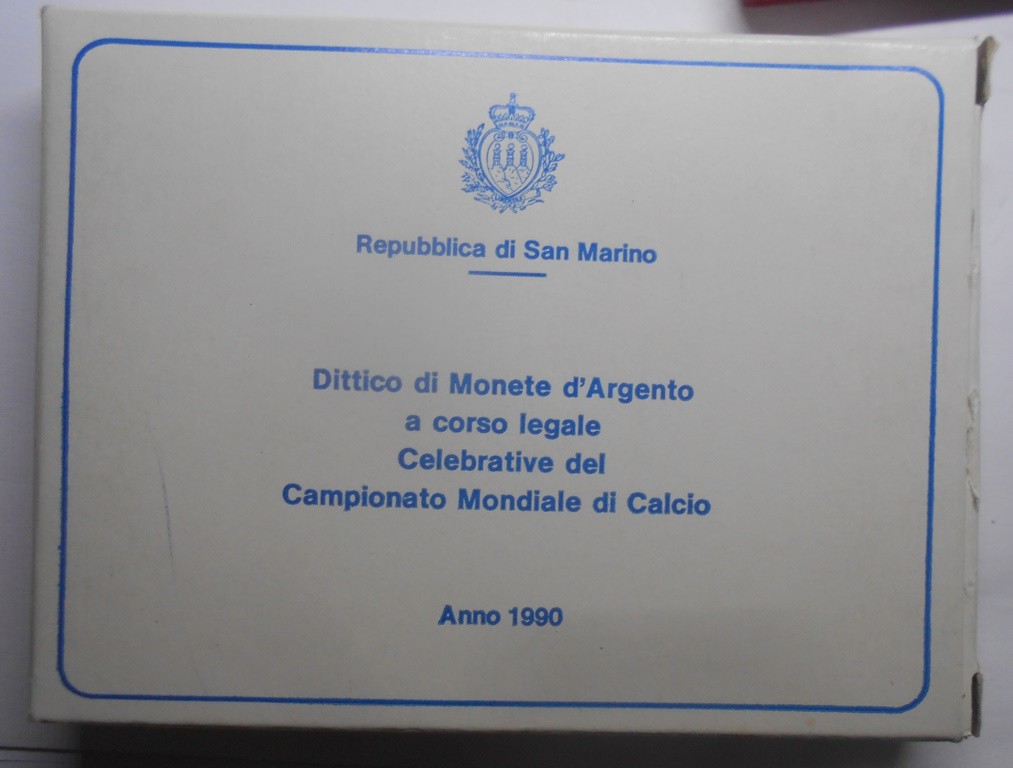 Repubblica di San Marino
Dittico di Monete d'Argento
a corso legale
Celebrative del
Campionato Mondiale di Calcio
Anno 1990